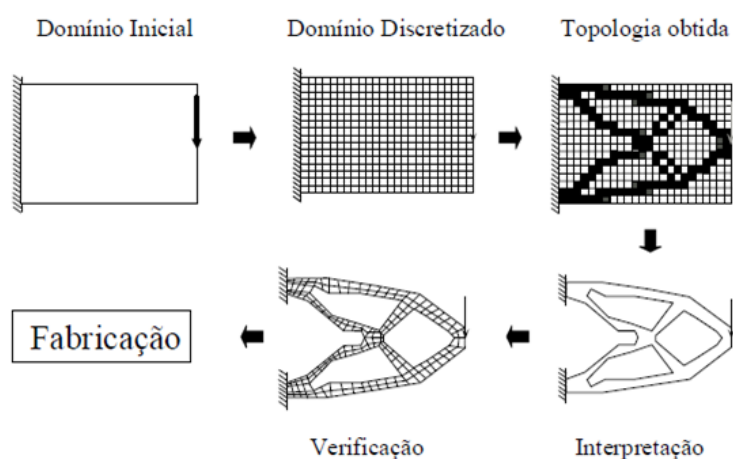 Domínio Inicial
Domínio Discretizado
Topologia obtida
Fabricação
Verificação
Interpretação